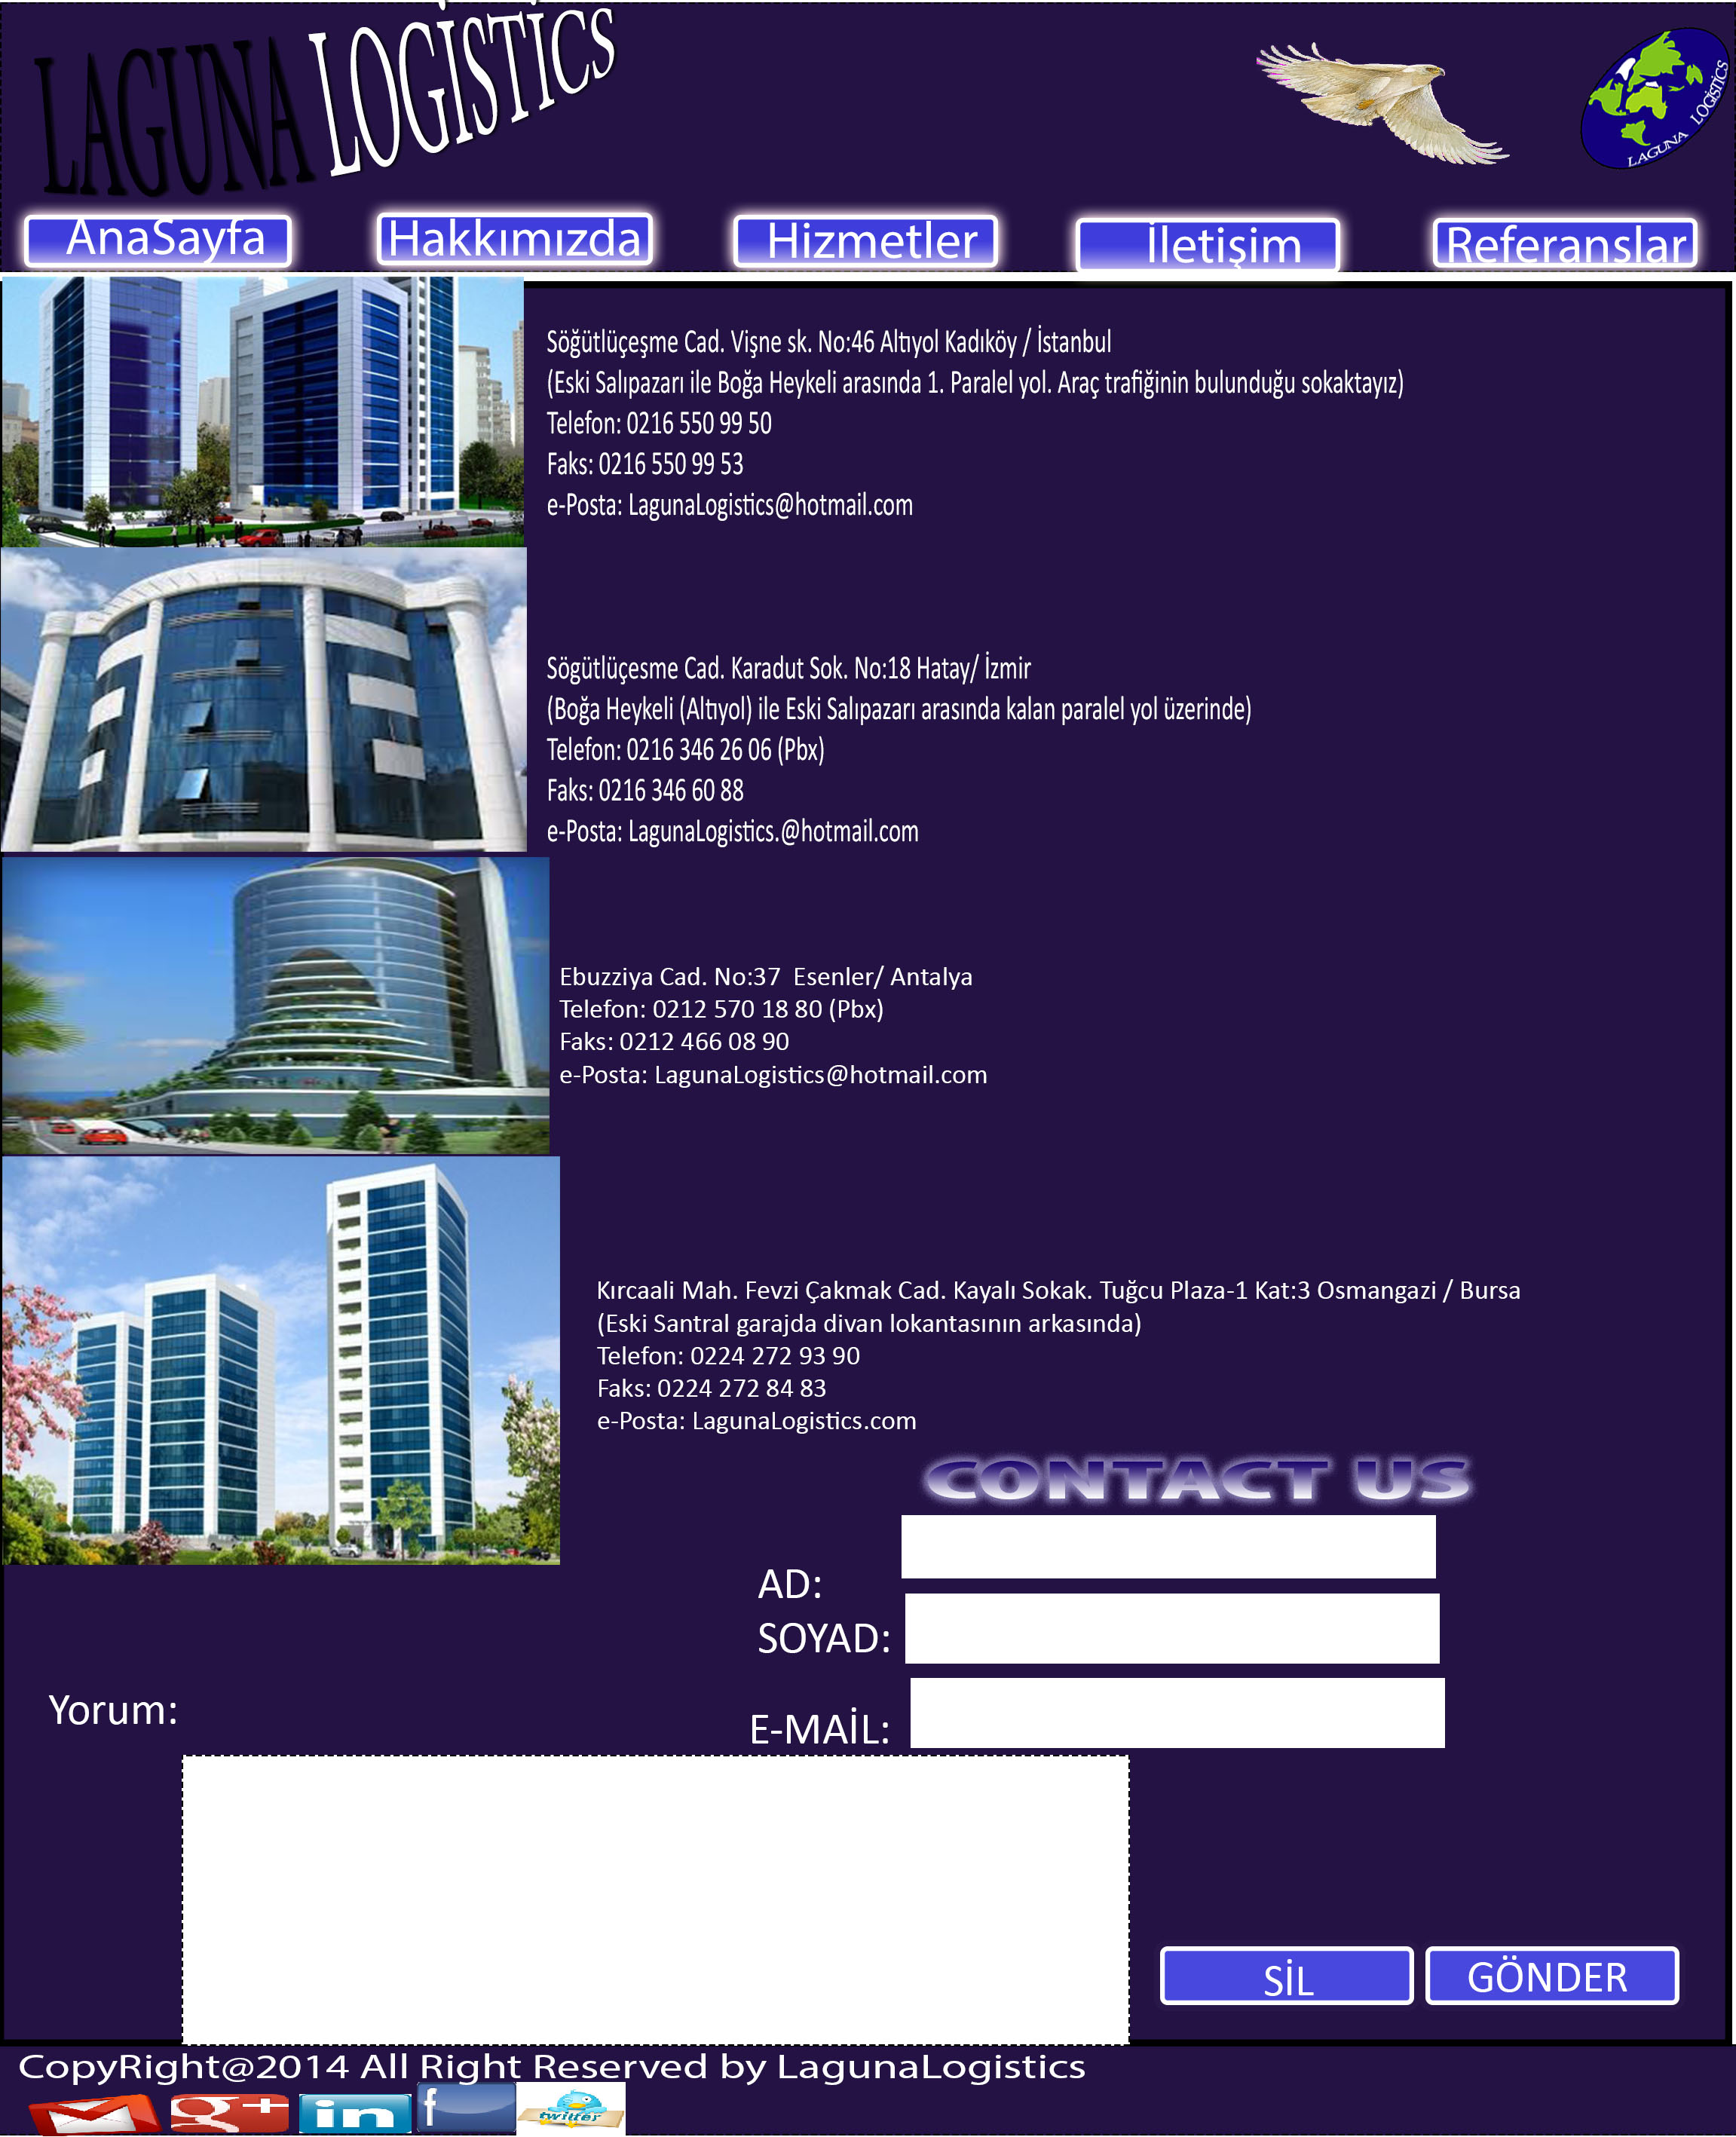 LAGUNA LOGİSTİCS
LAGUNA LOGİSTİCS
AnaSayfa
Hakkımızda
Hizmetler
İletişim
Referanslar
Söğütlüçeşme Cad. Vişne sk. No:46 Altıyol Kadıköy / İstanbul
(Eski Salıpazarı ile Boğa Heykeli arasında 1. Paralel yol. Araç trafiğinin bulunduğu sokaktayız)
Telefon: 0216 550 99 50
Faks: 0216 550 99 53
e-Posta: LagunaLogistics@hotmail.com
Sögütlüçesme Cad. Karadut Sok. No:18 Hatay/ İzmir
(Boğa Heykeli (Altıyol) ile Eski Salıpazarı arasında kalan paralel yol üzerinde)
Telefon: 0216 346 26 06 (Pbx)
Faks: 0216 346 60 88
e-Posta: LagunaLogistics.@hotmail.com
Ebuzziya Cad. No:37 Esenler/ Antalya
Telefon: 0212 570 18 80 (Pbx)
Faks: 0212 466 08 90
e-Posta: LagunaLogistics@hotmail.com
Kırcaali Mah. Fevzi Çakmak Cad. Kayalı Sokak. Tuğcu Plaza-1 Kat:3 Osmangazi / Bursa
(Eski Santral garajda divan lokantasının arkasında)
Telefon: 0224 272 93 90
Faks: 0224 272 84 83
e-Posta: LagunaLogistics.com
CONTACT US
AD:
SOYAD:
E-MAİL:
Yorum:
SİL
GÖNDER
CopyRight@2014 All Right Reserved by LagunaLogistics
g+
in
f
twitter